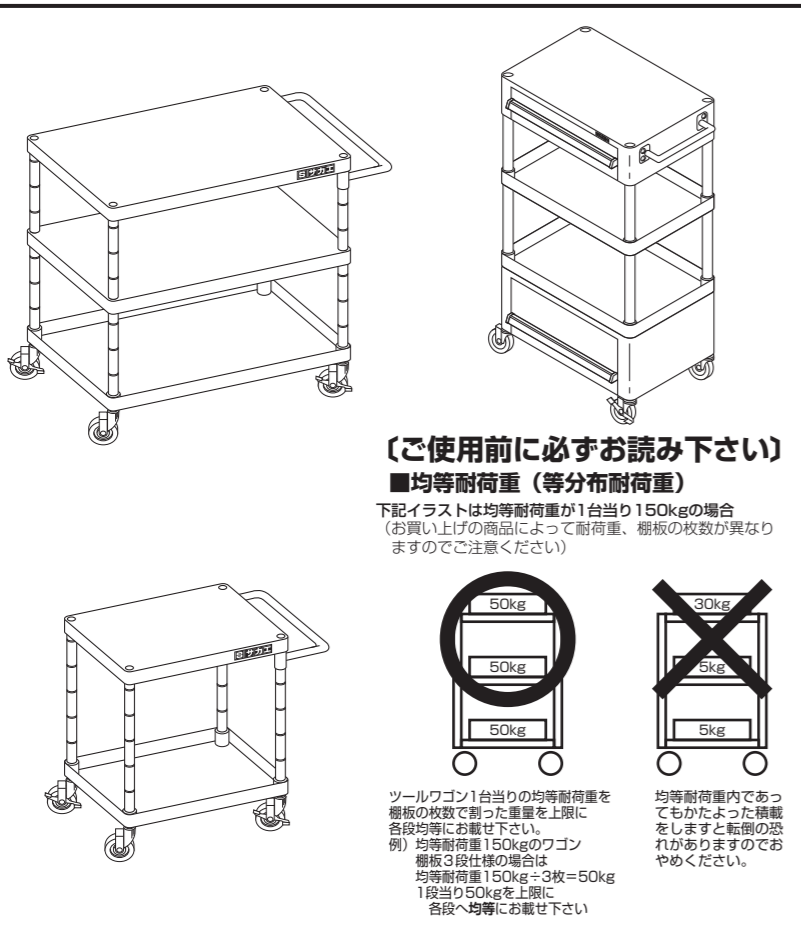 サカエ
〔ご使用前に必ずお読み下さい〕
■均等耐荷重（等分布耐荷重）
下記イラストは均等耐荷重が1台当り150kgの場合
（お買い上げの商品によって耐荷重、棚板の枚数が異なり
ますのでご注意ください）
サカエ
50kg
50kg
50kg
30kg
5kg
5kg
ツールワゴン1台当りの均等耐荷重を
棚板の枚数で割った重量を上限に
各段均等にお載せ下さい。
例）均等耐荷重150kgのワゴン
棚板３段仕様の場合は
均等耐荷重150kg÷3枚＝50kg
1段当り50kgを上限に
各段へ均等にお載せ下さい
均等耐荷重内であっ
てもかたよった積載
をしますと転倒の恐
れがありますのでお
やめください。